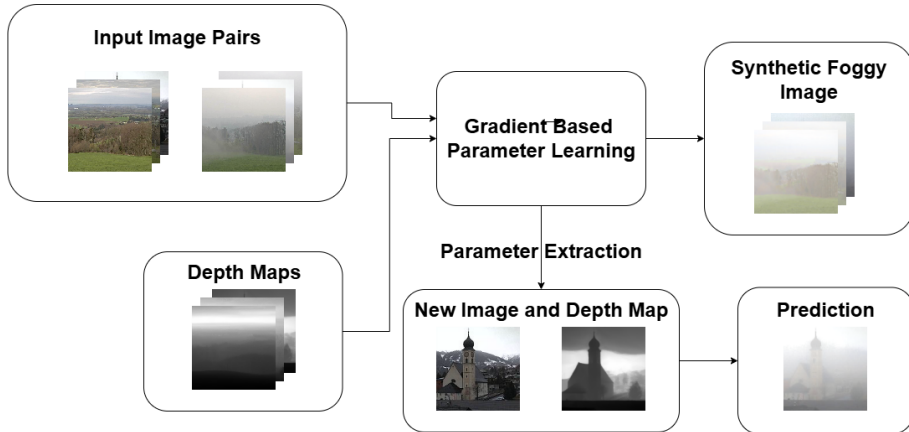 Input Image Pairs
Synthetic Foggy
Image
Gradient Based
Parameter Learning
Parameter Extraction
Depth Maps
New Image and Depth Map
Prediction